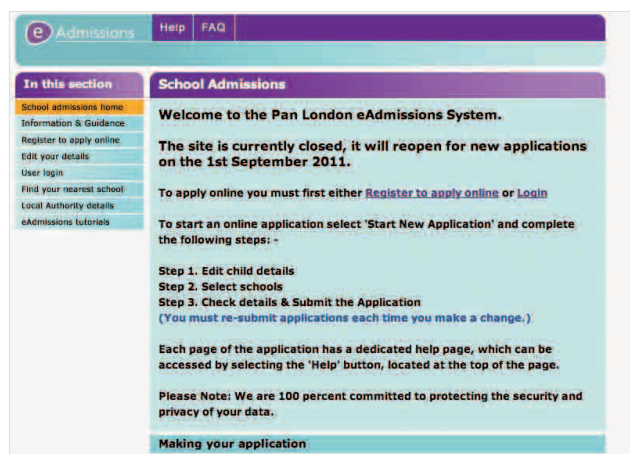 e Admissions
Help FAQ
In this section
School admissions home
Information & Guidance
Register to apply online
Edit your details
User login
Find your nearest school
Local Authority details
eAdmissions tutorials
School Admissions
Welcome to the Pan London eAdmissions System.
The site is currently closed, it will reopen for new applications
on the 1st September 2011.
To apply online you must first either Register to apply online or Login
To start an online application select 'Start New Application' and complete
the following steps: -
Step 1. Edit child details
Step 2. Select schools
Step 3. Check details & Submit the Application
(You must re-submit applications each time you make a change.)
Each page of the application has a dedicated help page, which can be
accessed by selecting the 'Help' button, located at the top of the page.
Please Note: We are 100 percent committed to protecting the security and
privacy of your data.
Making your application